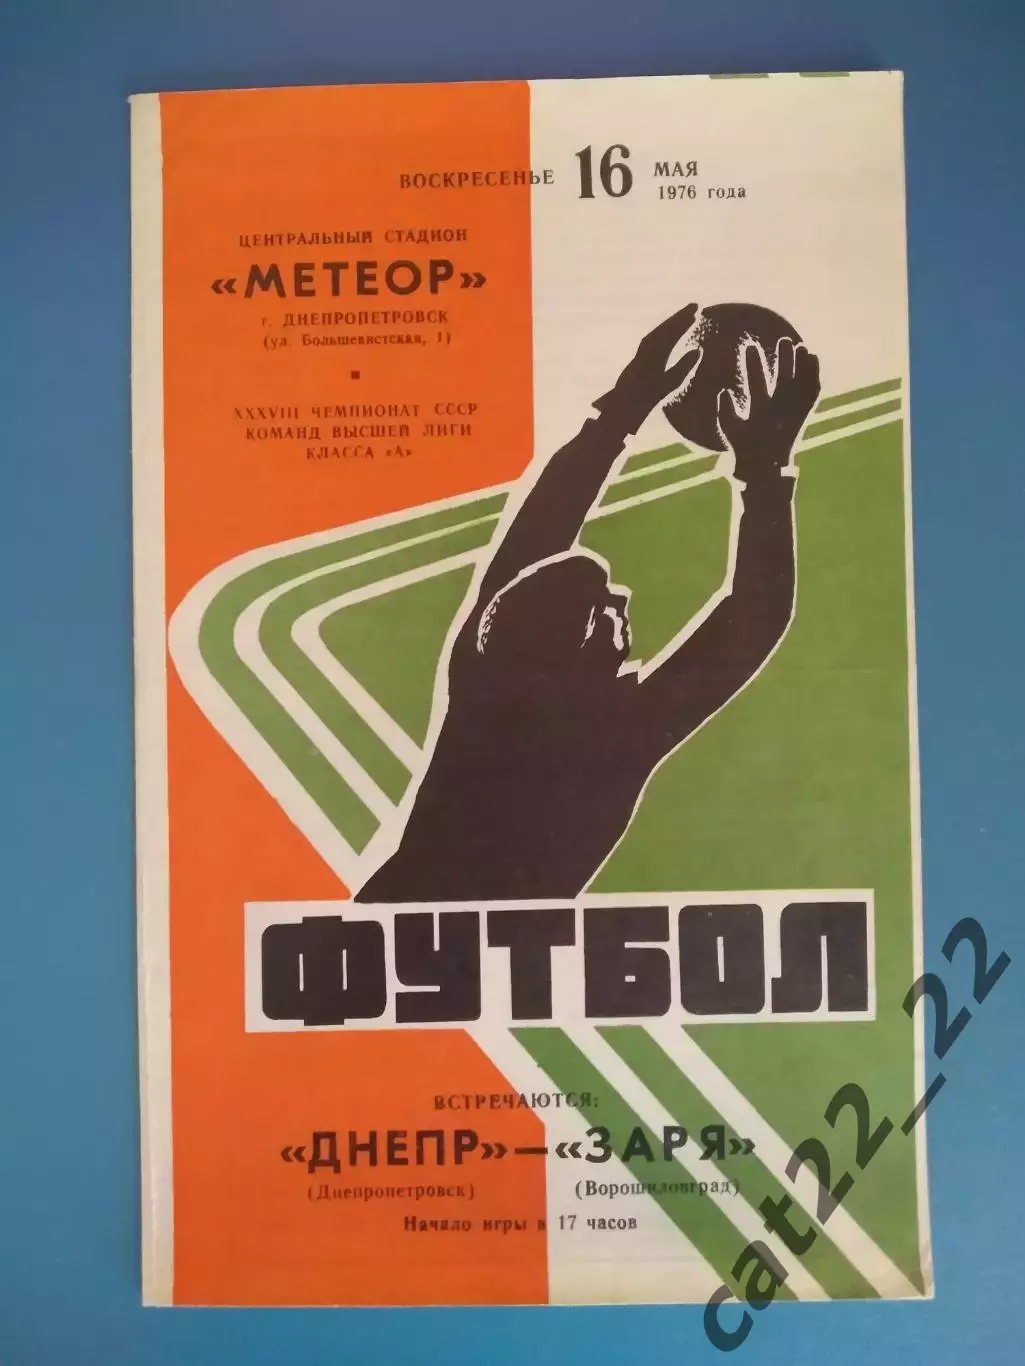 ВОСКРЕСЕНЬЕ 16 МАЯ
1976 года
ЦЕНТРАЛЬНЫЙ СТАДИОН
«МЕТЕОР»
г. ДНЕПРОПЕТРОВСК
(ул. Большевистская, 1)
XXXVIII ЧЕМПИОНАТ СССР
КОМАНД ВЫСШЕЙ ЛИГИ
КЛАССА «А»
ФУТБОЛ
ВСТРЕЧАЮТСЯ:
«ДНЕПР»—«ЗАРЯ»
(Днепропетровск) (Ворошиловград)
Начало игры в 17 часов
cat22_22